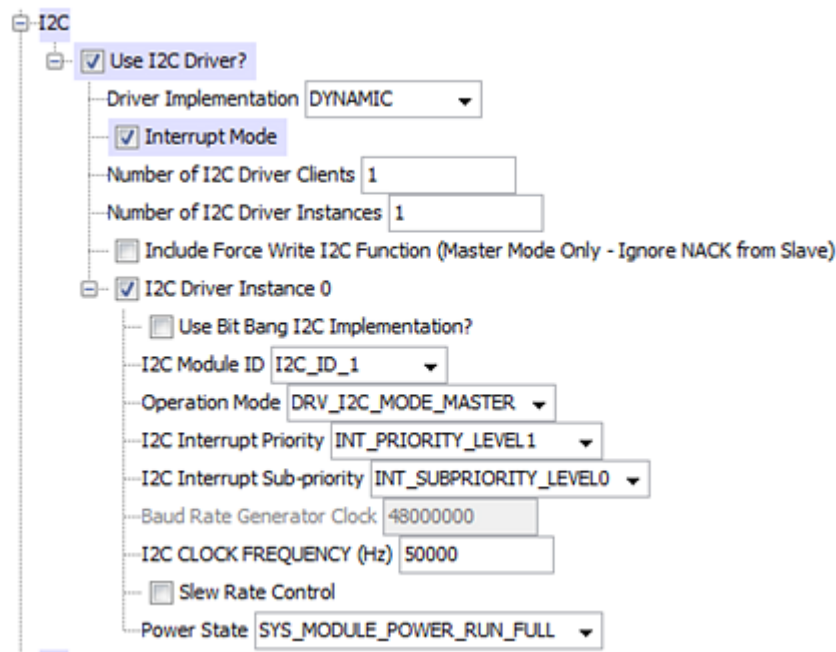 I2C
Use I2C Driver?
Driver Implementation DYNAMIC
Interrupt Mode
Number of I2C Driver Clients 1
Number of I2C Driver Instances 1
Include Force Write I2C Function (Master Mode Only - Ignore NACK from Slave)
I2C Driver Instance 0
Use Bit Bang I2C Implementation?
I2C Module ID I2C_ID_1
Operation Mode DRV_I2C_MODE_MASTER
I2C Interrupt Priority INT_PRIORITY_LEVEL1
I2C Interrupt Sub-priority INT_SUBPRIORITY_LEVEL0
Baud Rate Generator Clock 48000000
I2C CLOCK FREQUENCY (Hz) 50000
Slew Rate Control
Power State SYS_MODULE_POWER_RUN_FULL